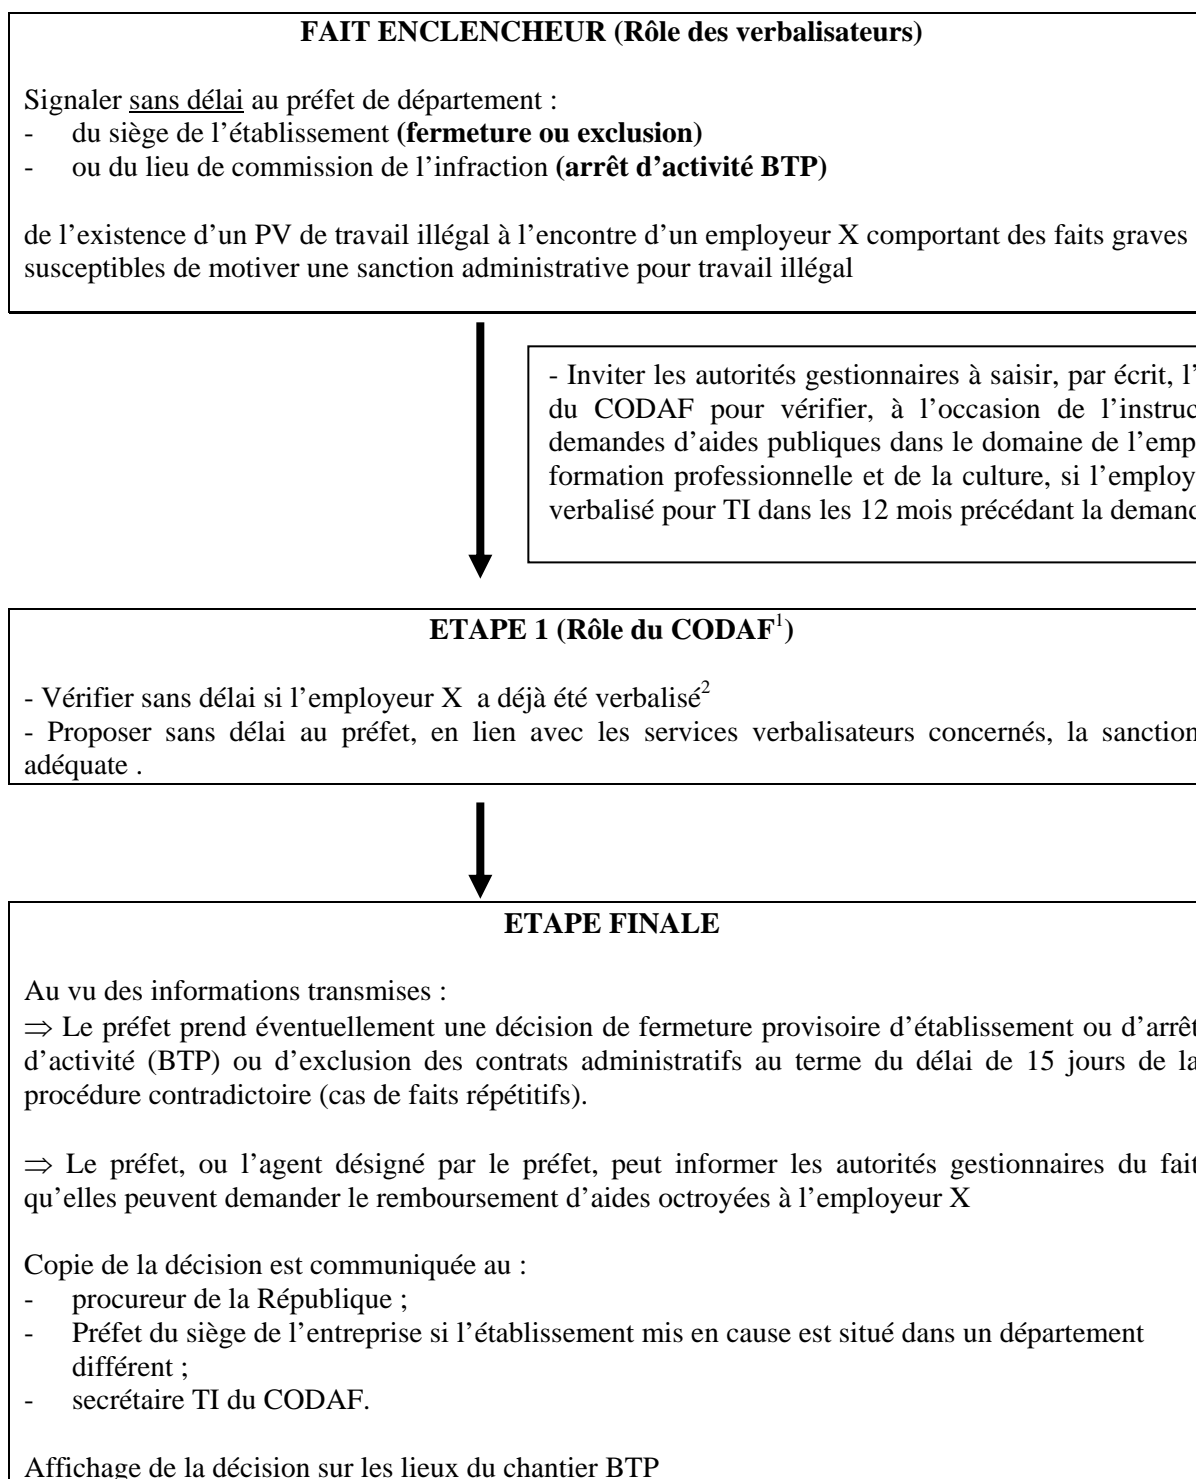 FAIT ENCLENCHEUR (Rôle des verbalisateurs)
Signaler sans délai au préfet de département :
- du siège de l’établissement (fermeture ou exclusion)
- ou du lieu de commission de l’infraction (arrêt d’activité BTP)
de l’existence d’un PV de travail illégal à l’encontre d’un employeur X comportant des faits graves
susceptibles de motiver une sanction administrative pour travail illégal
- Inviter les autorités gestionnaires à saisir, par écrit, l’
du CODAF pour vérifier, à l’occasion de l’instruc
demandes d’aides publiques dans le domaine de l’emp
formation professionnelle et de la culture, si l’employ
verbalisé pour TI dans les 12 mois précédant la demand
ETAPE 1 (Rôle du CODAF1)
- Vérifier sans délai si l’employeur X a déjà été verbalisé2
- Proposer sans délai au préfet, en lien avec les services verbalisateurs concernés, la sanction
adéquate .
ETAPE FINALE
Au vu des informations transmises :
⇒ Le préfet prend éventuellement une décision de fermeture provisoire d’établissement ou d’arrêt
d’activité (BTP) ou d’exclusion des contrats administratifs au terme du délai de 15 jours de la
procédure contradictoire (cas de faits répétitifs).
⇒ Le préfet, ou l’agent désigné par le préfet, peut informer les autorités gestionnaires du fait
qu’elles peuvent demander le remboursement d’aides octroyées à l’employeur X
Copie de la décision est communiquée au :
- procureur de la République ;
- Préfet du siège de l’entreprise si l’établissement mis en cause est situé dans un département
différent ;
- secrétaire TI du CODAF.
Affichage de la décision sur les lieux du chantier BTP